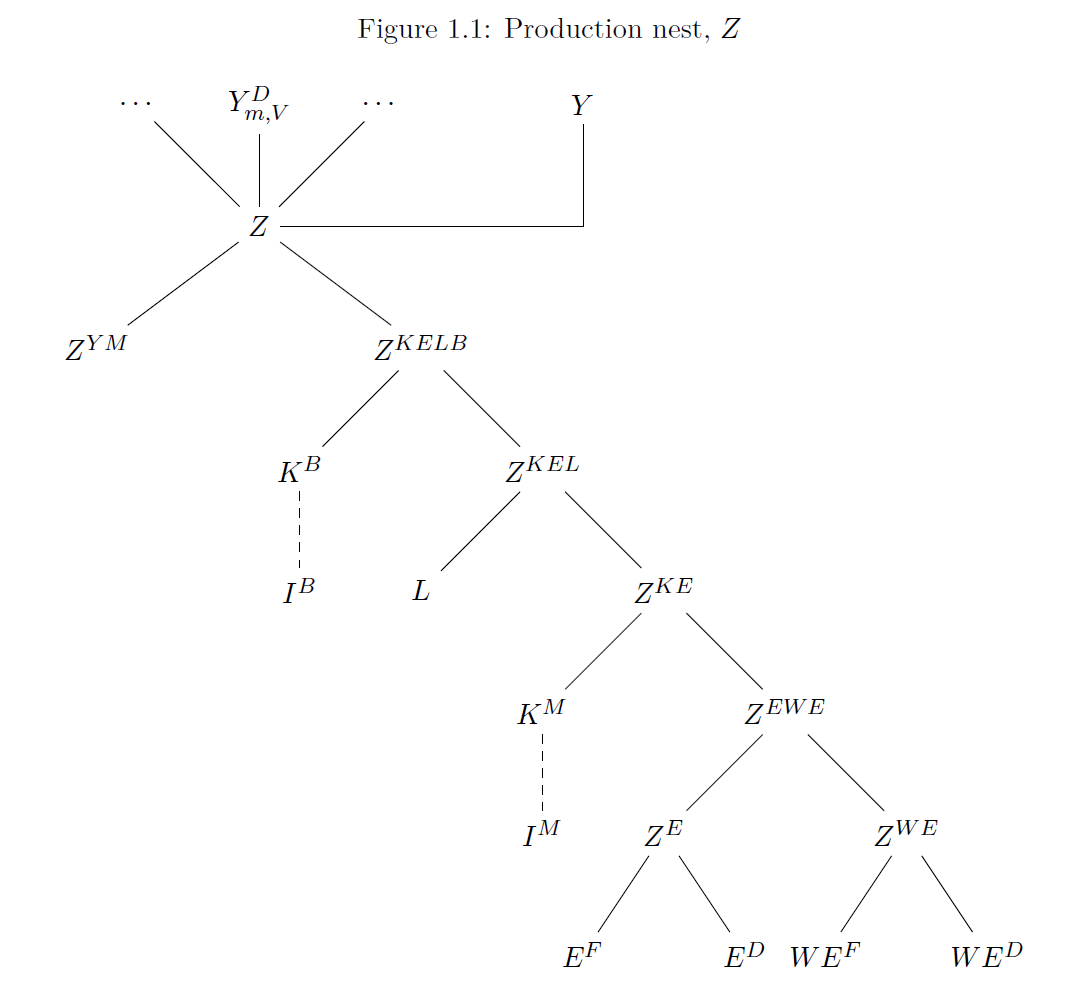 Figure 1.1: Production nest, Z
… Y^D_{m,V} … Y
Z
Z^{YM} Z^{KELB}
K^B Z^{KEL}
I^B L Z^{KE}
K^M Z^{EWE}
I^M Z^E Z^{WE}
E^F E^D WE^F WE^D